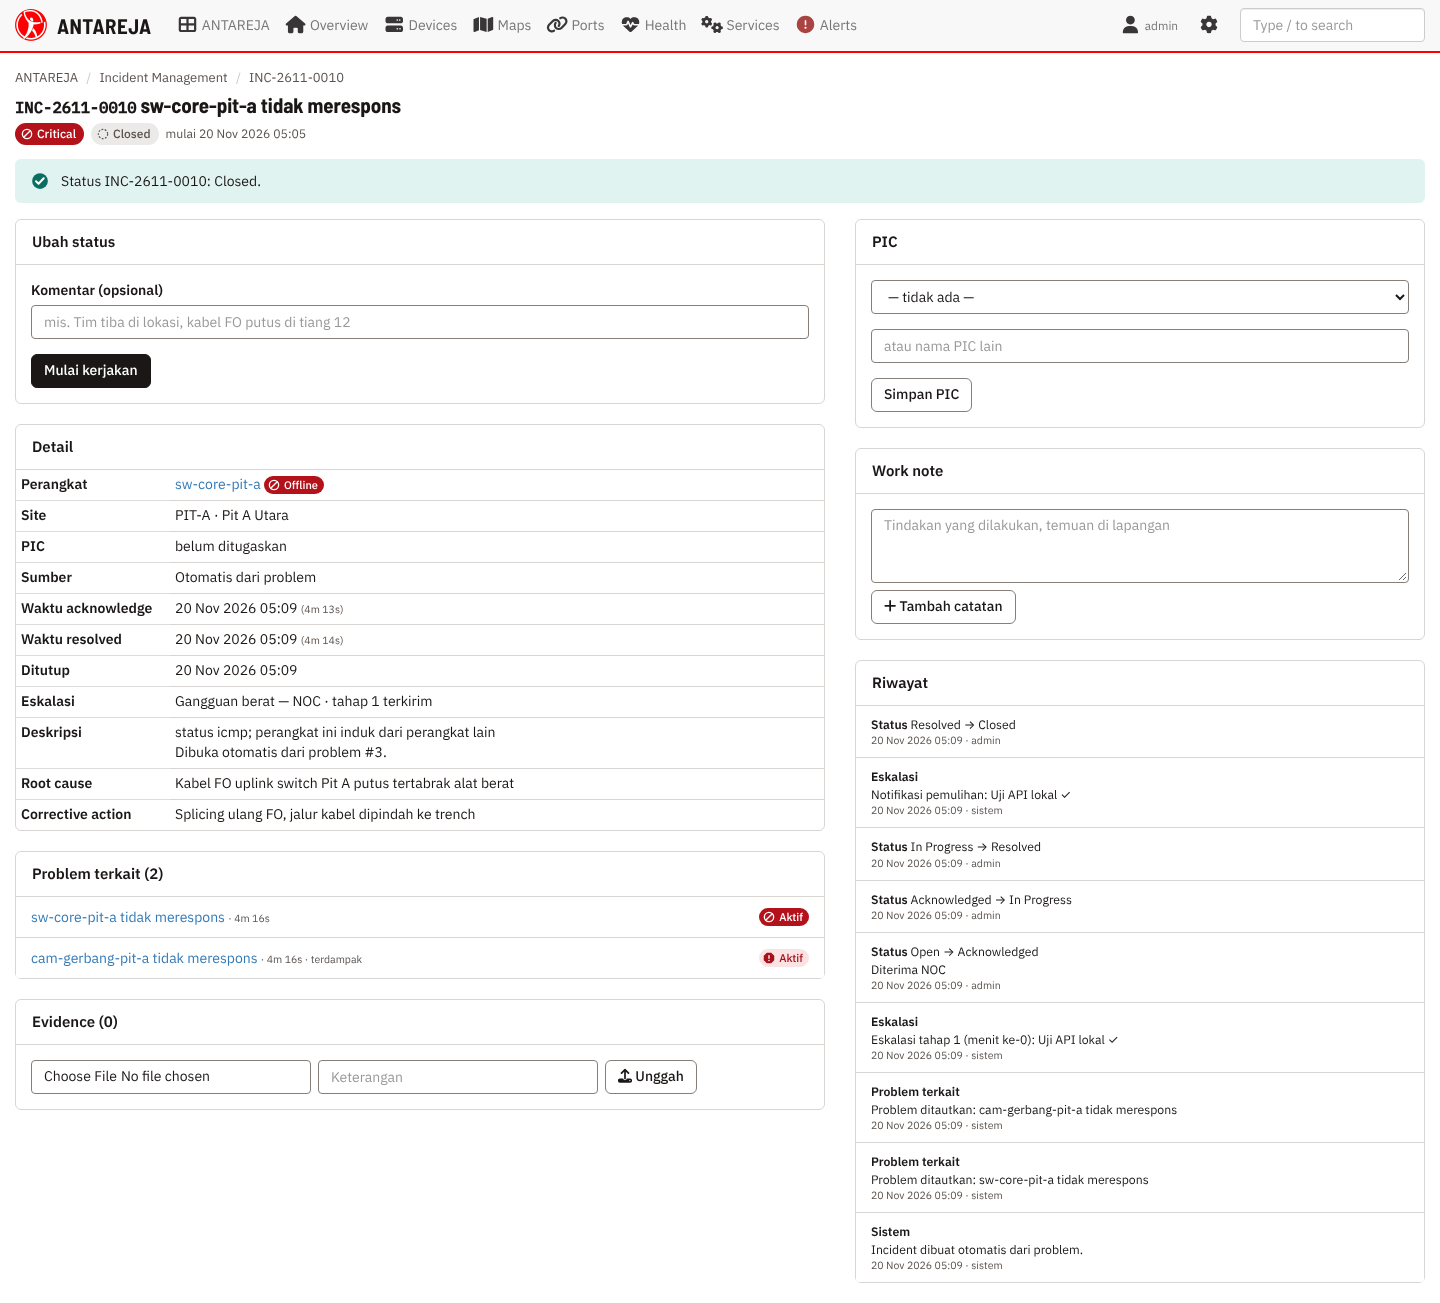 ANTAREJA
ANTAREJA
Overview
Devices
Maps
Ports
Health
Services
Alerts
admin
Type / to search
ANTAREJA / Incident Management / INC-2611-0010
INC-2611-0010 sw-core-pit-a tidak merespons
Critical
Closed
mulai 20 Nov 2026 05:05
Status INC-2611-0010: Closed.
Ubah status
Komentar (opsional)
mis. Tim tiba di lokasi, kabel FO putus di tiang 12
Mulai kerjakan
Detail
Perangkat sw-core-pit-a Offline
Site PIT-A · Pit A Utara
PIC belum ditugaskan
Sumber Otomatis dari problem
Waktu acknowledge 20 Nov 2026 05:09 (4m 13s)
Waktu resolved 20 Nov 2026 05:09 (4m 14s)
Ditutup 20 Nov 2026 05:09
Eskalasi Gangguan berat — NOC · tahap 1 terkirim
Deskripsi status icmp; perangkat ini induk dari perangkat lain
Dibuka otomatis dari problem #3.
Root cause Kabel FO uplink switch Pit A putus tertabrak alat berat
Corrective action Splicing ulang FO, jalur kabel dipindah ke trench
Problem terkait (2)
sw-core-pit-a tidak merespons · 4m 16s Aktif
cam-gerbang-pit-a tidak merespons · 4m 16s · terdampak Aktif
Evidence (0)
Choose File No file chosen
Keterangan
Unggah
PIC
— tidak ada —
atau nama PIC lain
Simpan PIC
Work note
Tindakan yang dilakukan, temuan di lapangan
+ Tambah catatan
Riwayat
Status Resolved → Closed
20 Nov 2026 05:09 · admin
Eskalasi
Notifikasi pemulihan: Uji API lokal ✓
20 Nov 2026 05:09 · sistem
Status In Progress → Resolved
20 Nov 2026 05:09 · admin
Status Acknowledged → In Progress
20 Nov 2026 05:09 · admin
Status Open → Acknowledged
Diterima NOC
20 Nov 2026 05:09 · admin
Eskalasi
Eskalasi tahap 1 (menit ke-0): Uji API lokal ✓
20 Nov 2026 05:09 · sistem
Problem terkait
Problem ditautkan: cam-gerbang-pit-a tidak merespons
20 Nov 2026 05:09 · sistem
Problem terkait
Problem ditautkan: sw-core-pit-a tidak merespons
20 Nov 2026 05:09 · sistem
Sistem
Incident dibuat otomatis dari problem.
20 Nov 2026 05:09 · sistem